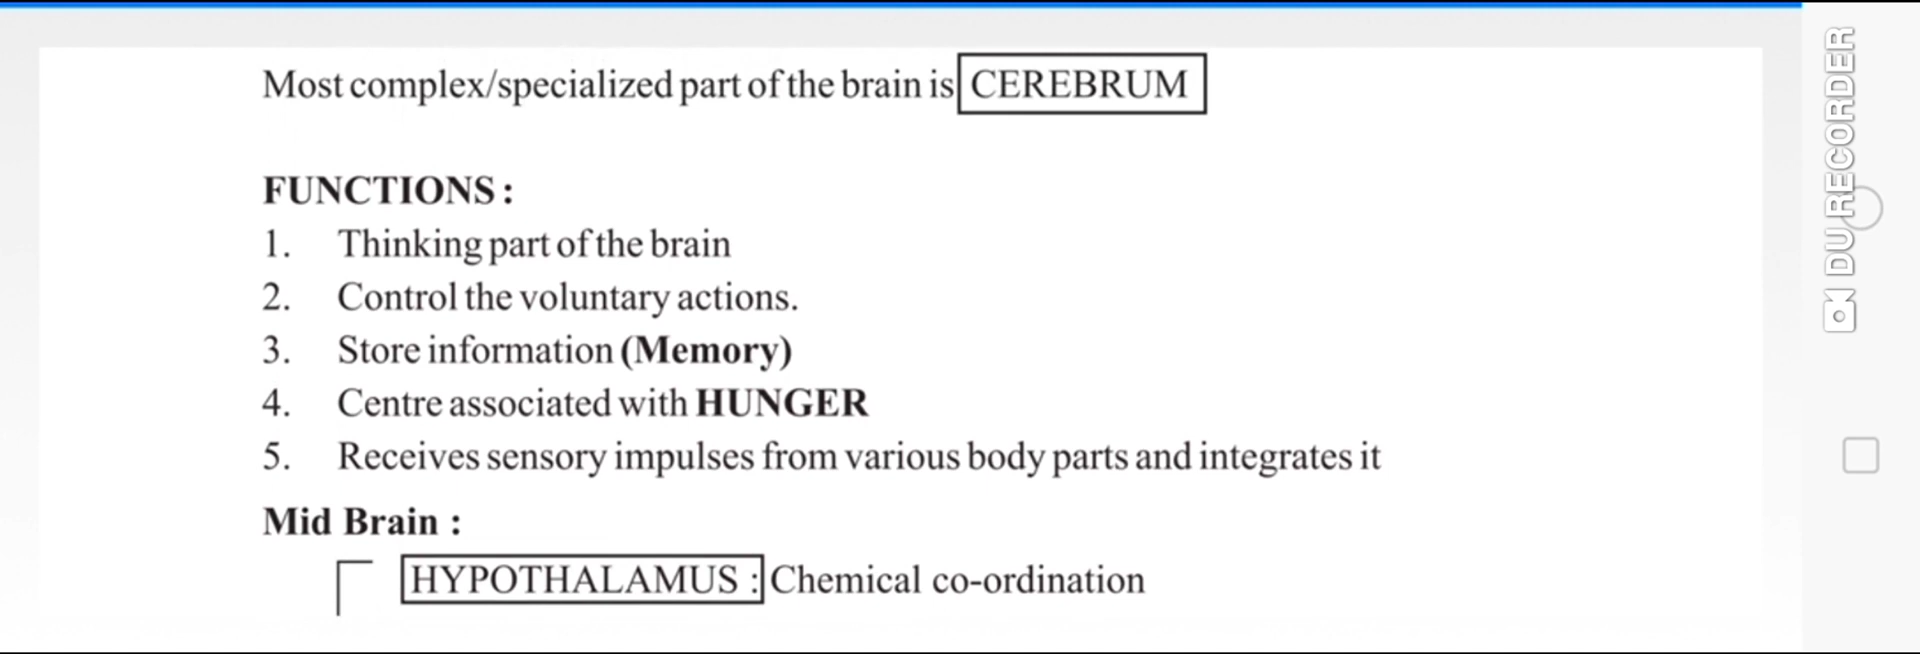 Most complex/specialized part of the brain is CEREBRUM
FUNCTIONS :
1. Thinking part of the brain
2. Control the voluntary actions.
3. Store information (Memory)
4. Centre associated with HUNGER
5. Receives sensory impulses from various body parts and integrates it
Mid Brain :
HYPOTHALAMUS : Chemical co-ordination
DU RECORDER